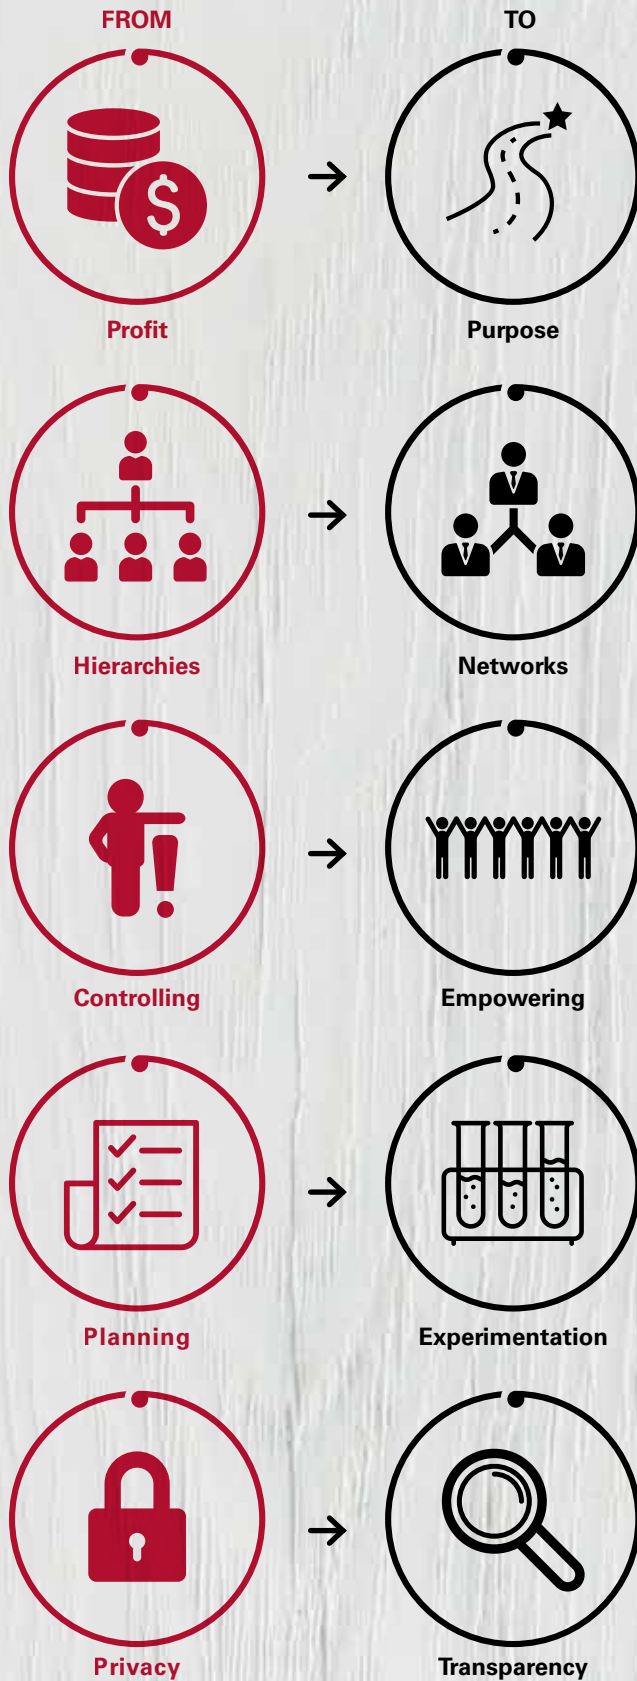 FROM
TO
Profit
Purpose
Hierarchies
Networks
Controlling
Empowering
Planning
Experimentation
Privacy
Transparency